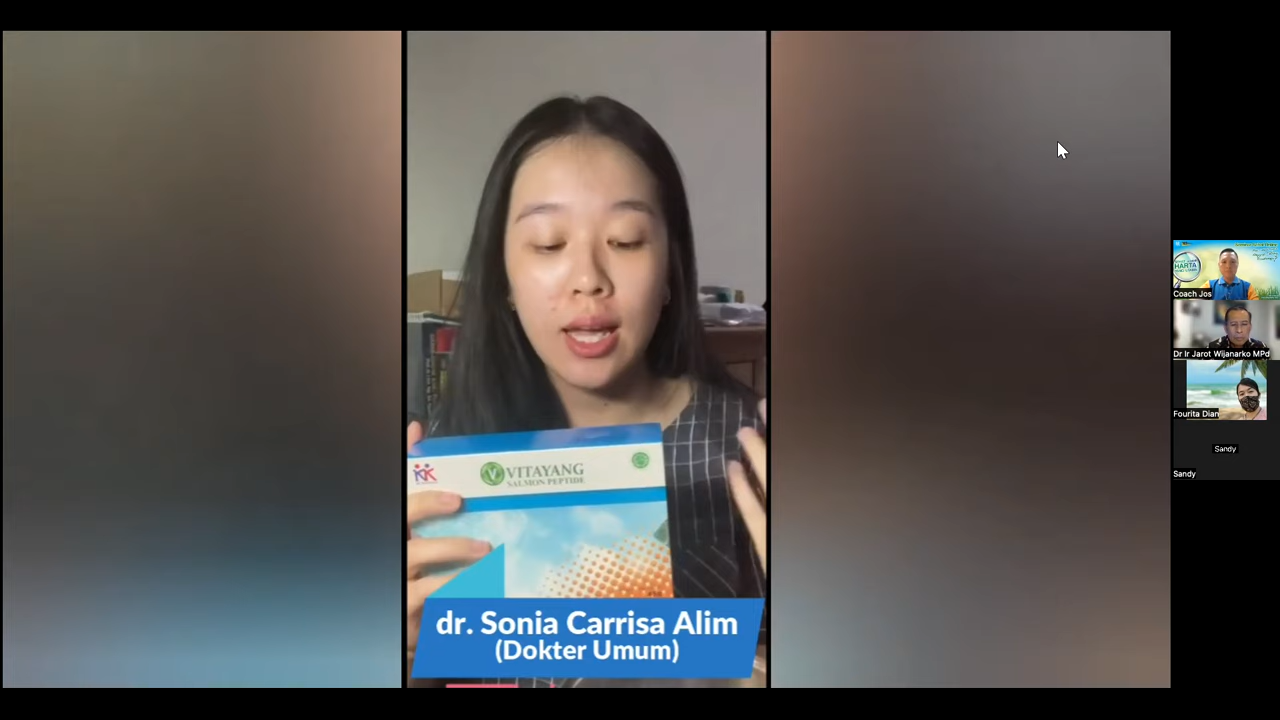 VITAYANG
SALMON PEPTIDE
dr. Sonia Carrisa Alim
(Dokter Umum)
HARTA
Coach Jos
Dr Ir Jarot Wijanarko MPd
Fourita Dian
Sandy
Sandy